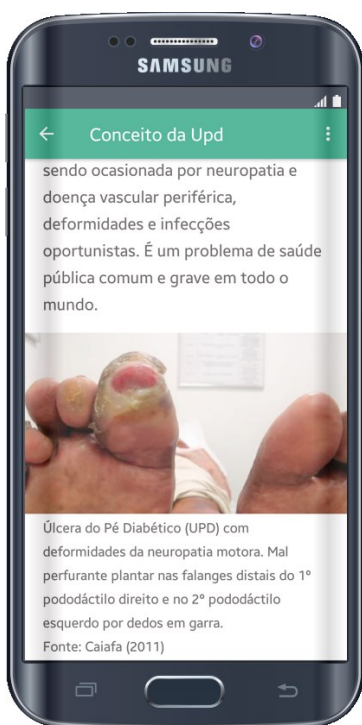 SAMSUNG
Conceito da Upd
sendo ocasionada por neuropatia e
doença vascular periférica,
deformidades e infecções
oportunistas. É um problema de saúde
pública comum e grave em todo o
mundo.
Úlcera do Pé Diabético (UPD) com
deformidades da neuropatia motora. Mal
perfurante plantar nas falanges distais do 1º
pododáctilo direito e no 2º pododáctilo
esquerdo por dedos em garra.
Fonte: Caiafa (2011)